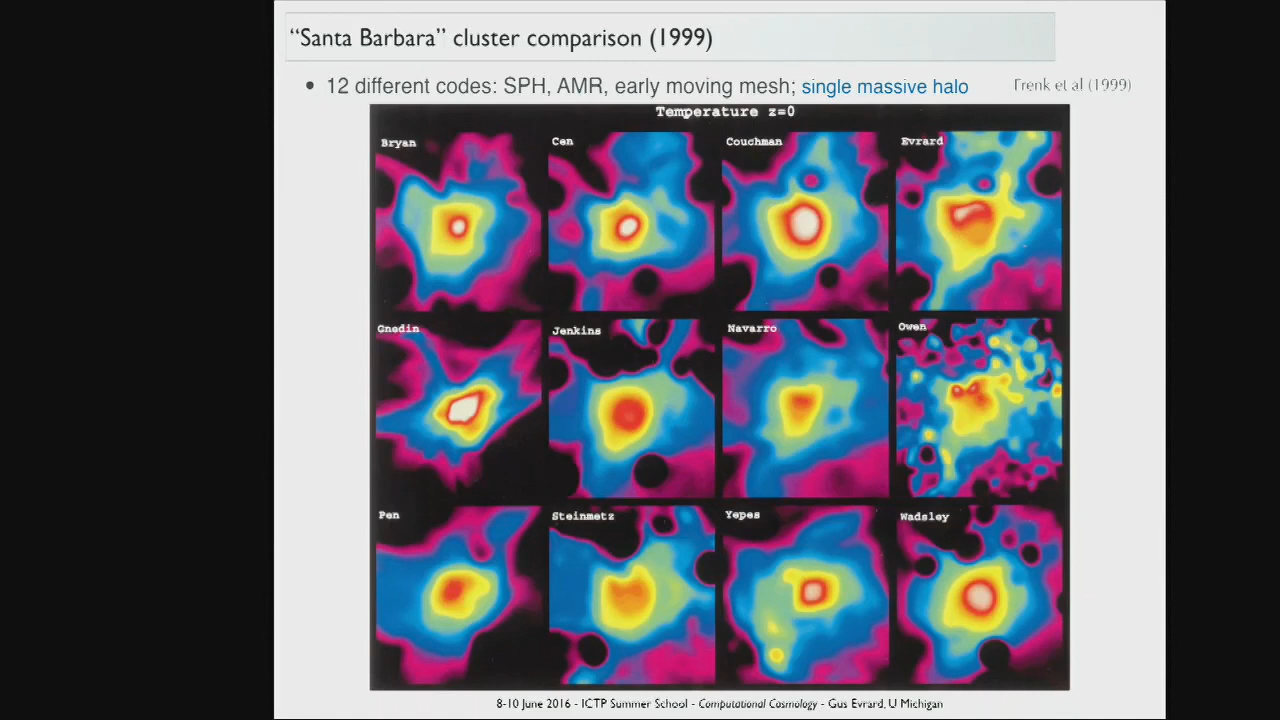 “Santa Barbara” cluster comparison (1999)
• 12 different codes: SPH, AMR, early moving mesh; single massive halo
Frenk et al (1999)
Temperature z=0
Bryan
Cen
Couchman
Evrard
Gnedin
Jenkins
Navarro
Owen
Pen
Steinmetz
Yepes
Wadsley
8-10 June 2016 - ICTP Summer School - Computational Cosmology - Gus Evrard, U Michigan